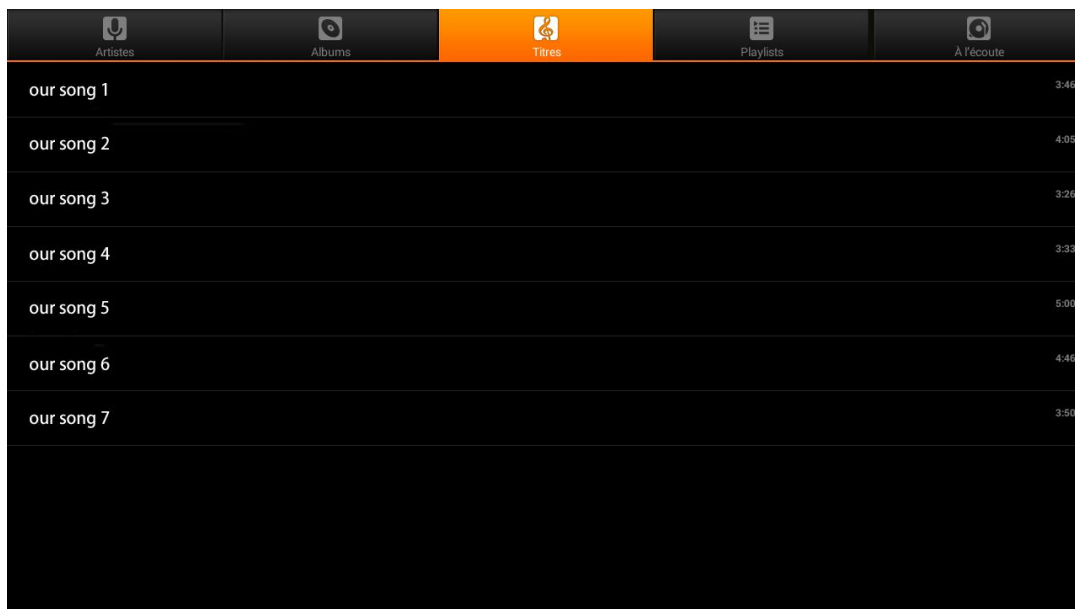 Artistes Albums Titres Playlists À l'écoute
our song 1 3:46
our song 2 4:05
our song 3 3:26
our song 4 3:33
our song 5 5:00
our song 6 4:46
our song 7 3:50